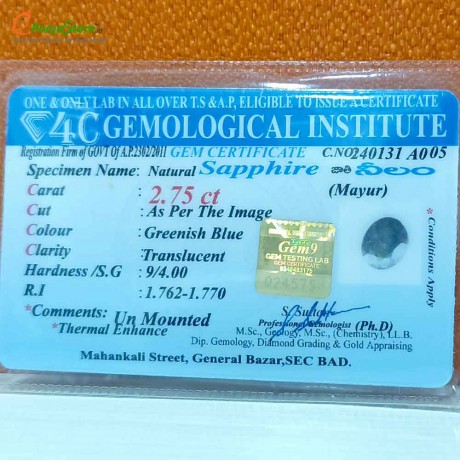 ONE & ONLY LAB IN ALL OVER T.S & A.P, ELIGIBLE TO ISSUE A CERTIFICATE
4C GEMOLOGICAL INSTITUTE
Registration Firm of GOVT Of A.P.2302/2011 GEM CERTIFICATE C.NO240131 A005
Specimen Name: Natural Sapphire జాతి నీలం
Carat : 2.75 ct (Mayur)
Cut : As Per The Image
Colour : Greenish Blue
Clarity : Translucent
Hardness /S.G : 9/4.00
R.I : 1.762-1.770
*Comments: Un Mounted
*Thermal Enhance
Gem9
GEM TESTING LAB
GEM CERTIFICATE
*Conditions Apply
Professional Gemologist (Ph.D)
M.Sc., Geology, M.Sc., (Chemistry), LL.B.
Dip. Gemology, Diamond Grading & Gold Appraising
Mahankali Street, General Bazar,SEC BAD.